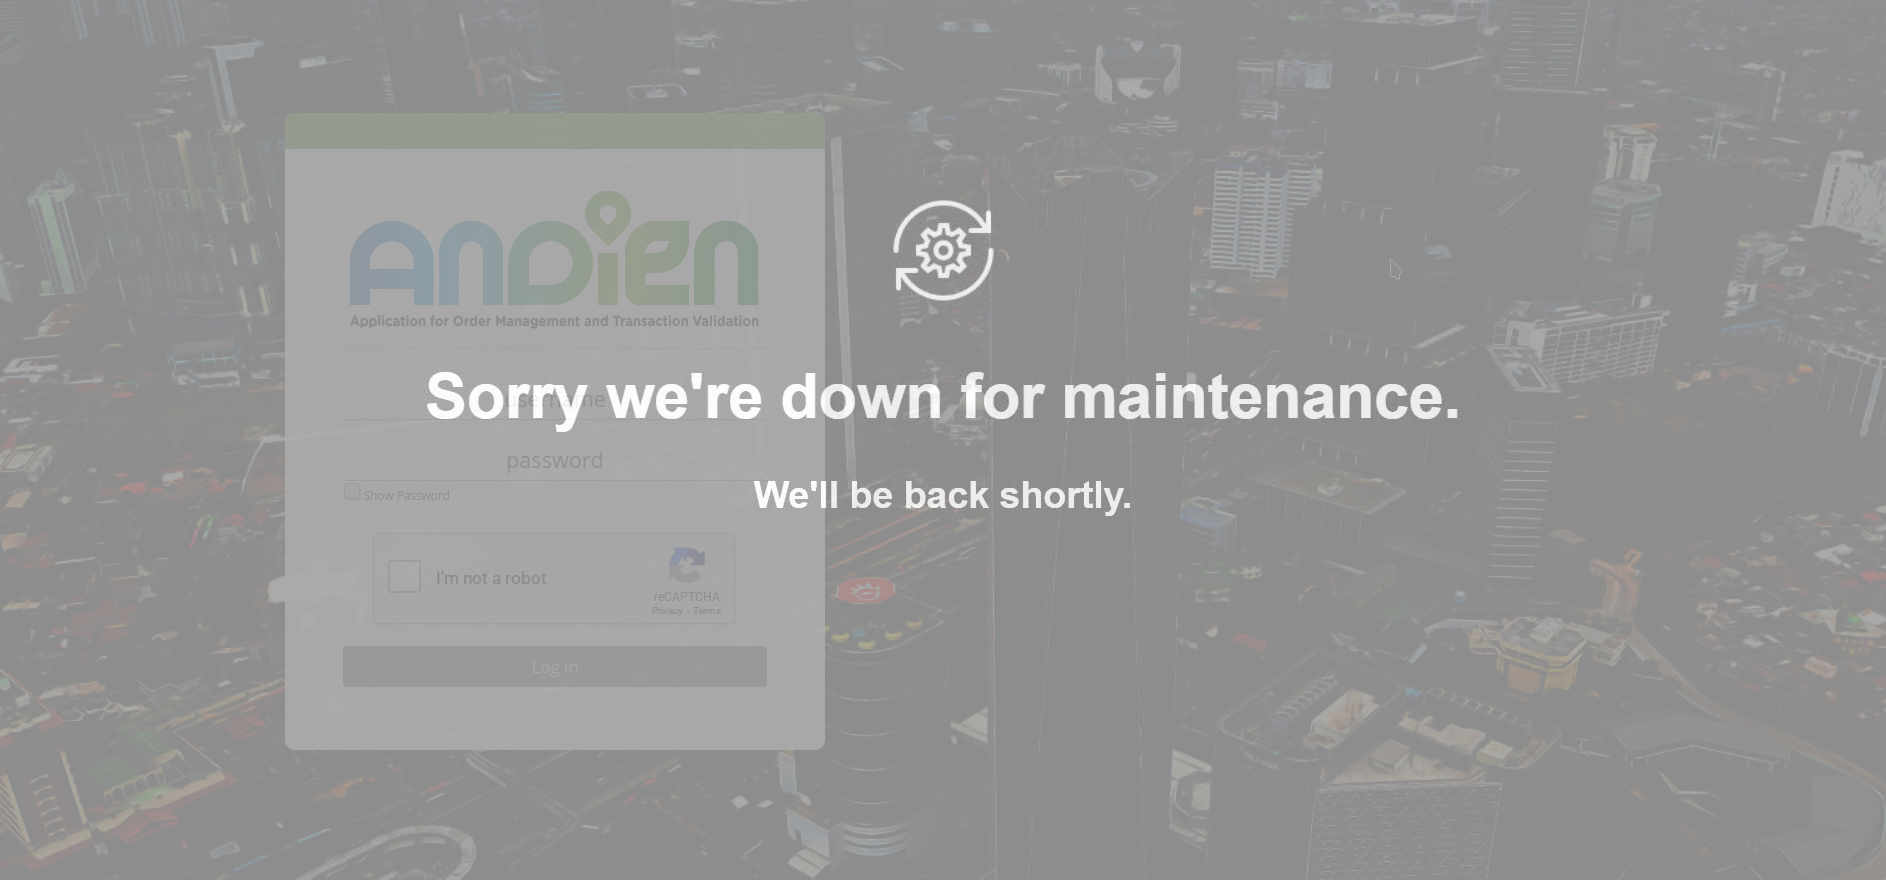 ANDIEN
Application for Order Management and Transaction Validation
Sorry we're down for maintenance.
username
password
Show Password
We'll be back shortly.
I'm not a robot
reCAPTCHA
Privacy - Terms
Log in